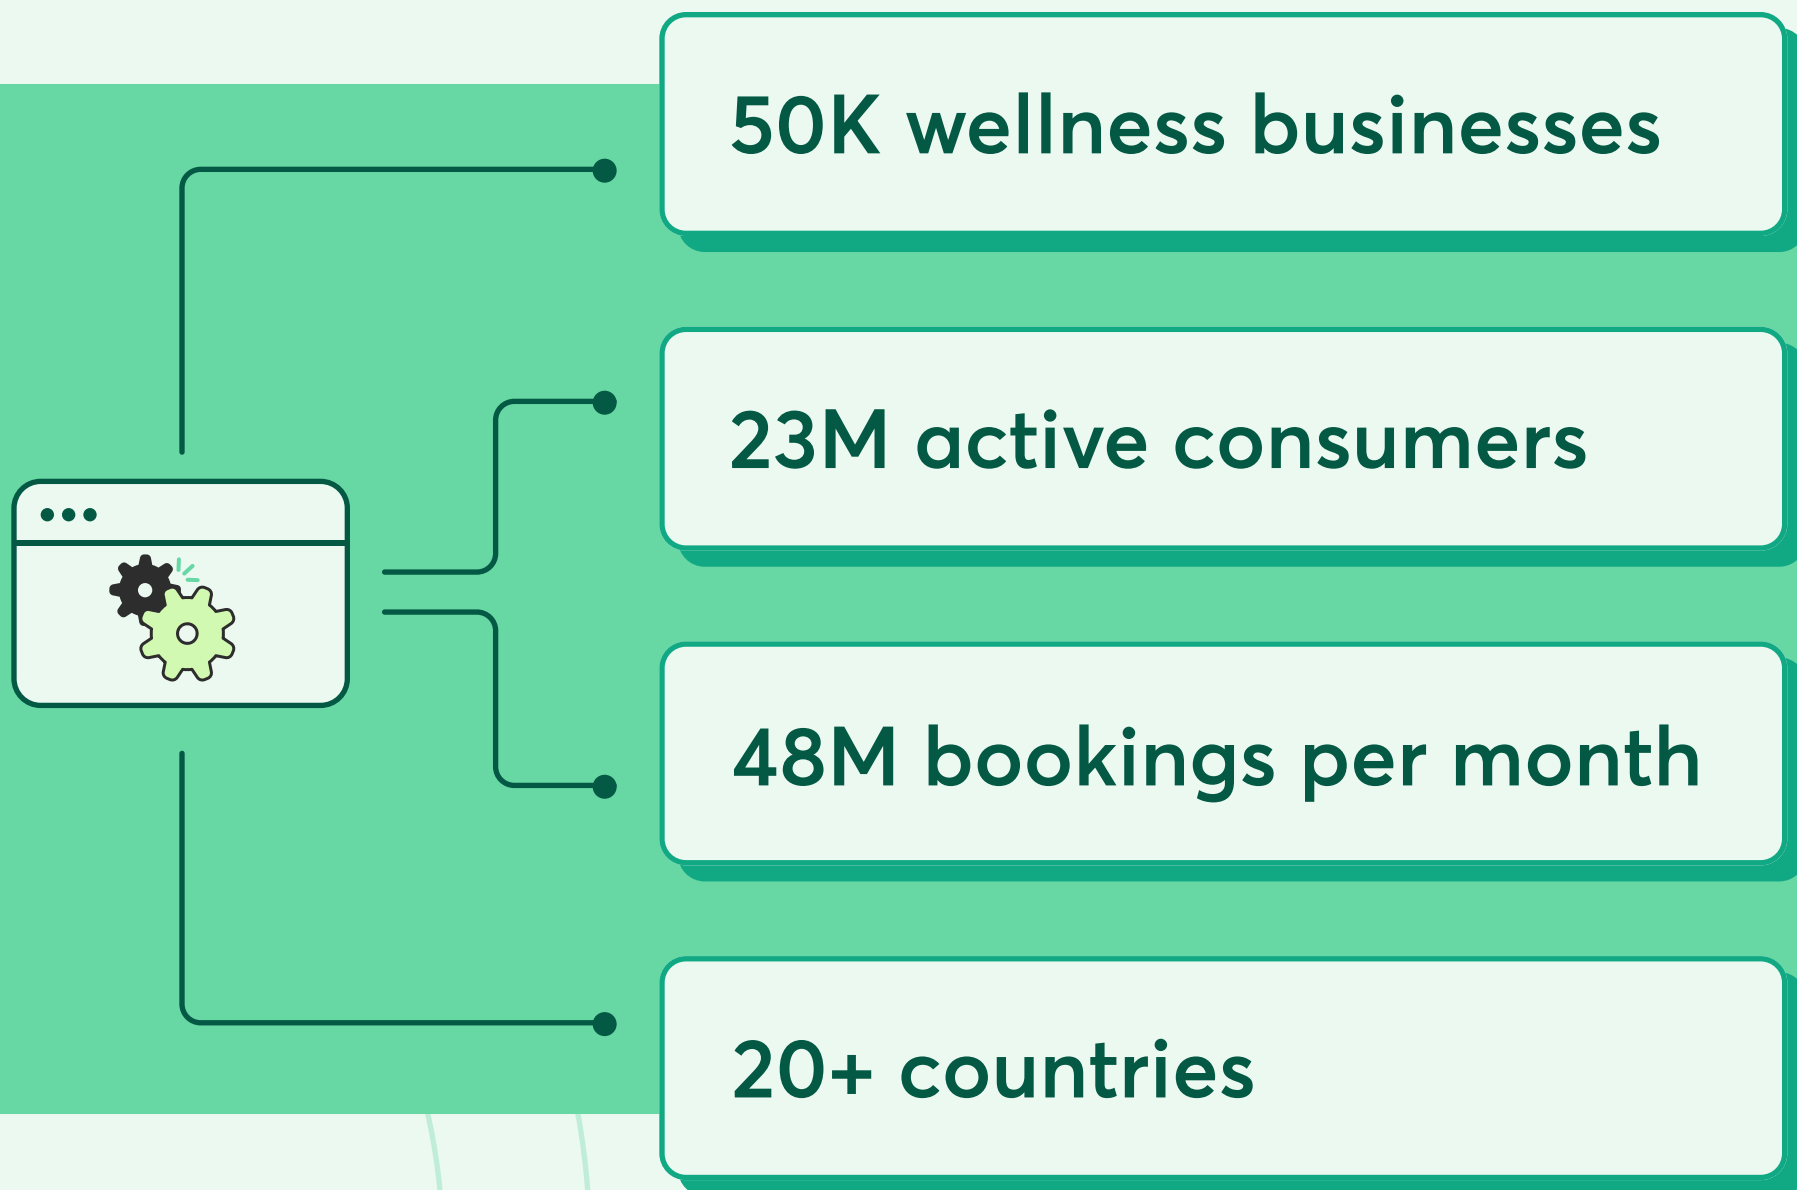 50K wellness businesses
23M active consumers
48M bookings per month
20+ countries